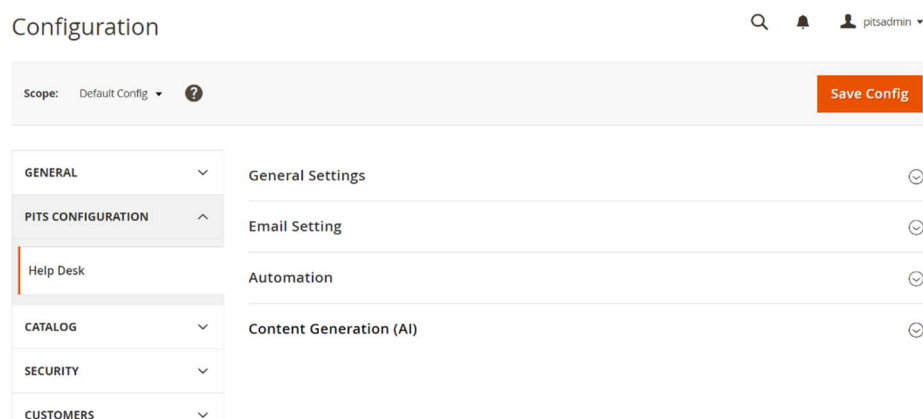 Configuration
pitsadmin
Scope: Default Config ?
Save Config
GENERAL
PITS CONFIGURATION
Help Desk
CATALOG
SECURITY
CUSTOMERS
General Settings
Email Setting
Automation
Content Generation (AI)